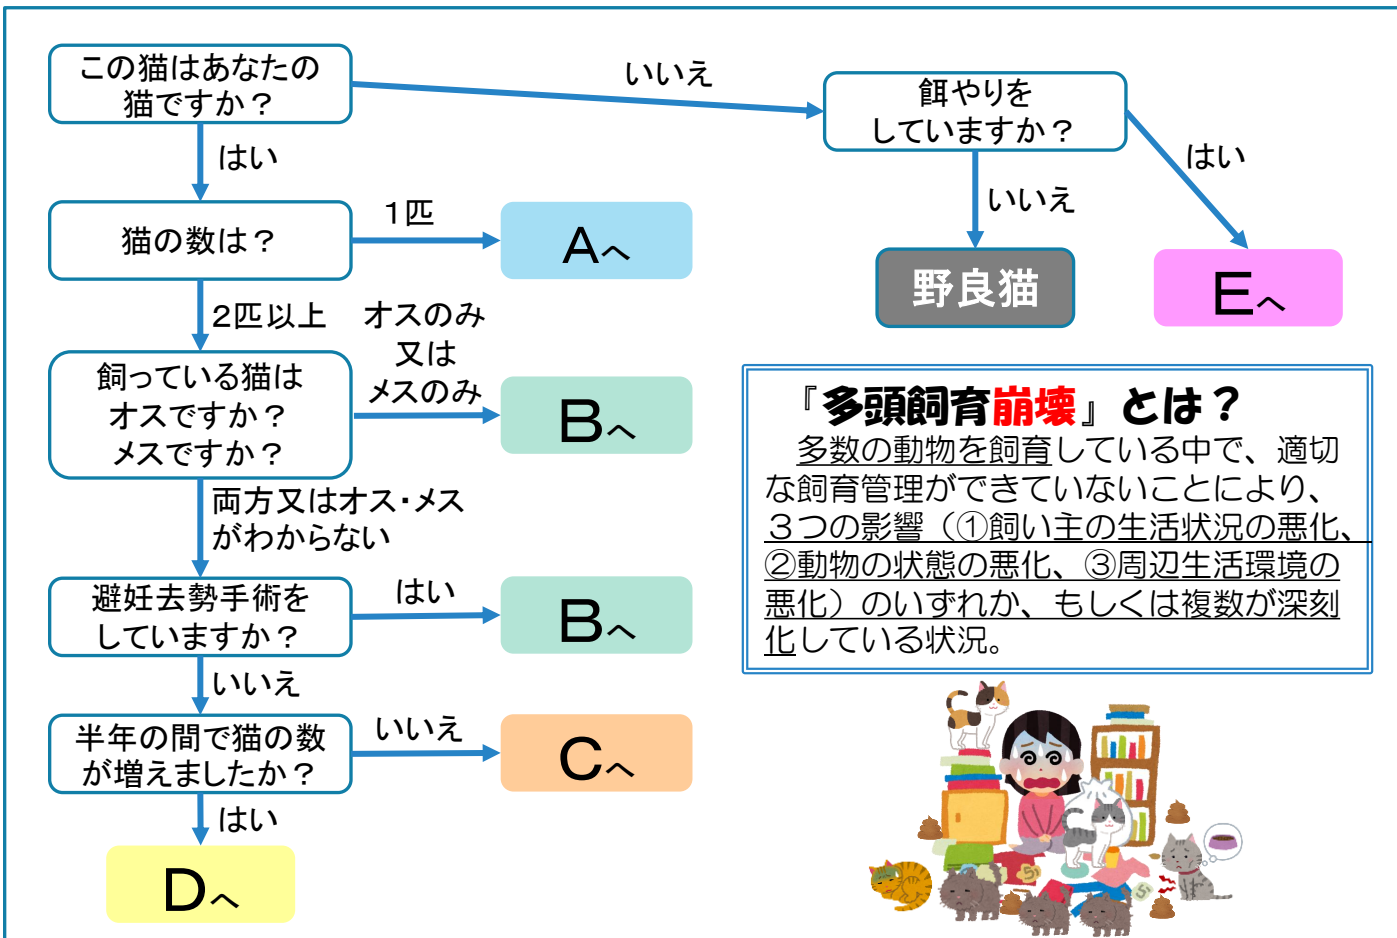 この猫はあなたの
猫ですか？
いいえ
餌やりを
していますか？
はい
はい
いいえ
猫の数は？
１匹
Aへ
野良猫
Eへ
２匹以上
オスのみ
又は
メスのみ
飼っている猫は
オスですか？
メスですか？
Bへ
両方又はオス・メス
がわからない
避妊去勢手術を
していますか？
はい
Bへ
いいえ
半年の間で猫の数
が増えましたか？
いいえ
Cへ
はい
Dへ
『多頭飼育崩壊』とは？
多数の動物を飼育している中で、適切
な飼育管理ができていないことにより、
３つの影響（①飼い主の生活状況の悪化、
②動物の状態の悪化、③周辺生活環境の
悪化）のいずれか、もしくは複数が深刻
化している状況。